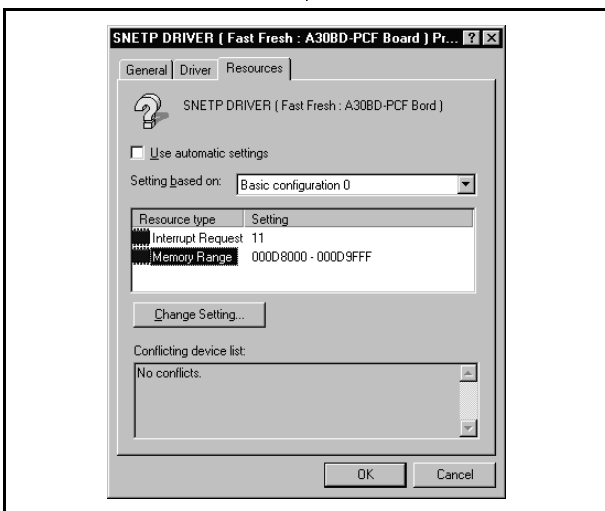 SNETP DRIVER ( Fast Fresh : A30BD-PCF Board ) Pr...
General Driver Resources
SNETP DRIVER ( Fast Fresh : A30BD-PCF Bord )
Use automatic settings
Setting based on: Basic configuration 0
Resource type Setting
Interrupt Request 11
Memory Range 000D8000 - 000D9FFF
Change Setting...
Conflicting device list:
No conflicts.
OK Cancel